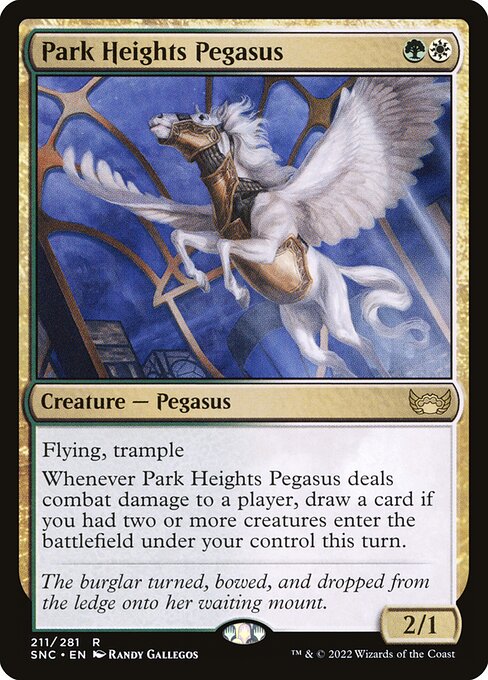 Park Heights Pegasus
Creature — Pegasus
Flying, trample
Whenever Park Heights Pegasus deals
combat damage to a player, draw a card if
you had two or more creatures enter the
battlefield under your control this turn.
The burglar turned, bowed, and dropped from
the ledge onto her waiting mount.
2/1
211/281 R
SNC • EN Randy Gallegos
™ & © 2022 Wizards of the Coast